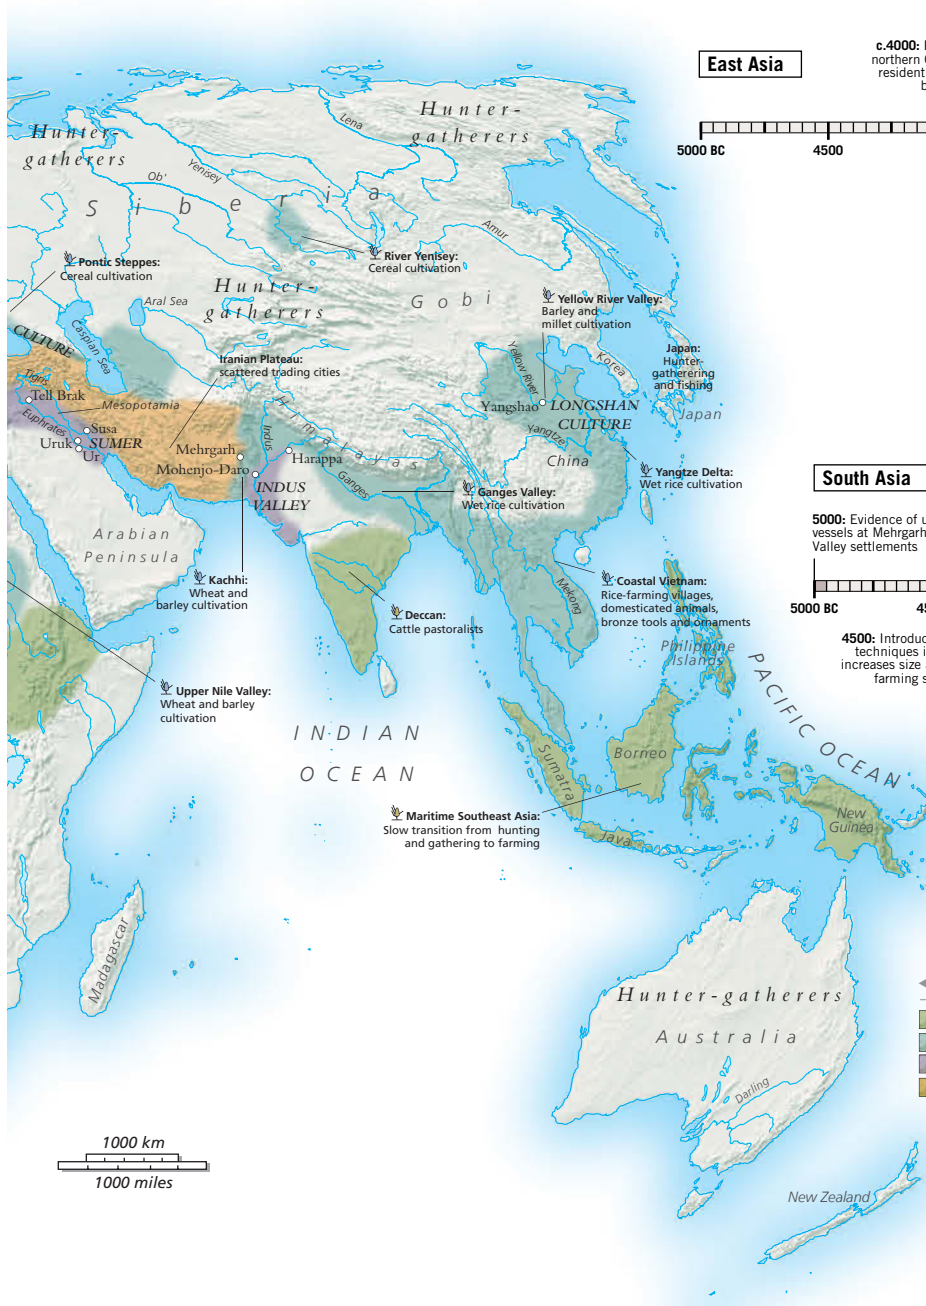 East Asia
c.4000:
northern
resident
5000 BC
4500
Hunter-
gatherers
Hunter-
gatherers
Lena
Yenisey
Ob'
Siberia
Amur
Pontic Steppes:
Cereal cultivation
River Yenisey:
Cereal cultivation
Hunter-
gatherers
Gobi
Aral Sea
Caspian Sea
Yellow River Valley:
Barley and
millet cultivation
CULTURE
Iranian Plateau:
scattered trading cities
Yellow River
Korea
Japan:
Hunter-
gatherering
and fishing
Japan
Tigris
Tell Brak
Mesopotamia
Euphrates
Susa
Uruk
SUMER
Ur
Yangshao
LONGSHAN
CULTURE
Yangtze
China
Himalayas
Indus
Mehrgarh
Mohenjo-Daro
Harappa
INDUS
VALLEY
Ganges
Ganges Valley:
Wet rice cultivation
Yangtze Delta:
Wet rice cultivation
South Asia
5000: Evidence of u
vessels at Mehrgarh
Valley settlements
5000 BC
4500: Introduc
techniques i
increases size
farming s
Arabian
Peninsula
Kachhi:
Wheat and
barley cultivation
Deccan:
Cattle pastoralists
Mekong
Coastal Vietnam:
Rice-farming villages,
domesticated animals,
bronze tools and ornaments
Philippine
Islands
PACIFIC OCEAN
Upper Nile Valley:
Wheat and barley
cultivation
INDIAN
OCEAN
Sumatra
Borneo
New
Guinea
Java
Maritime Southeast Asia:
Slow transition from hunting
and gathering to farming
Madagascar
Hunter-gatherers
Australia
Darling
New Zealand
1000 km
1000 miles